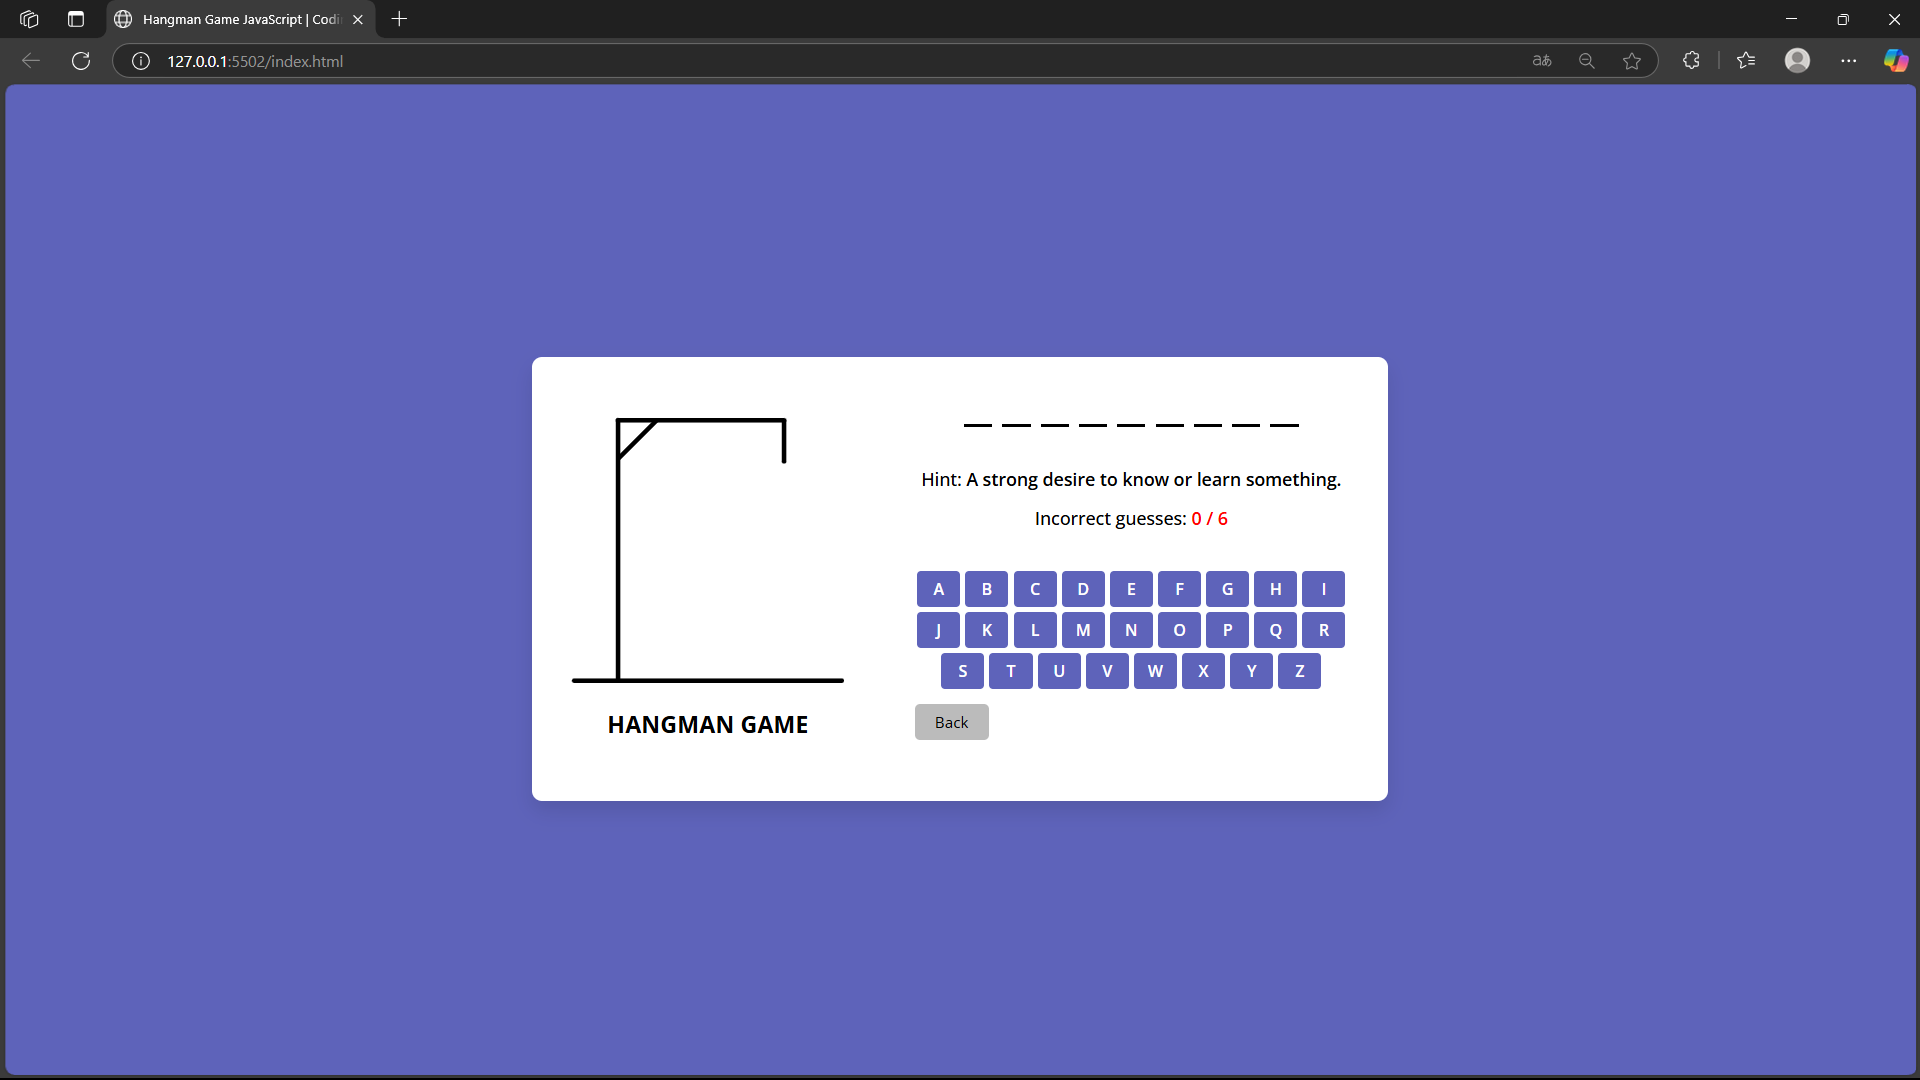 Hangman Game JavaScript | Codi
127.0.0.1:5502/index.html
Hint: A strong desire to know or learn something.
Incorrect guesses: 0 / 6
A B C D E F G H I
J K L M N O P Q R
S T U V W X Y Z
HANGMAN GAME
Back